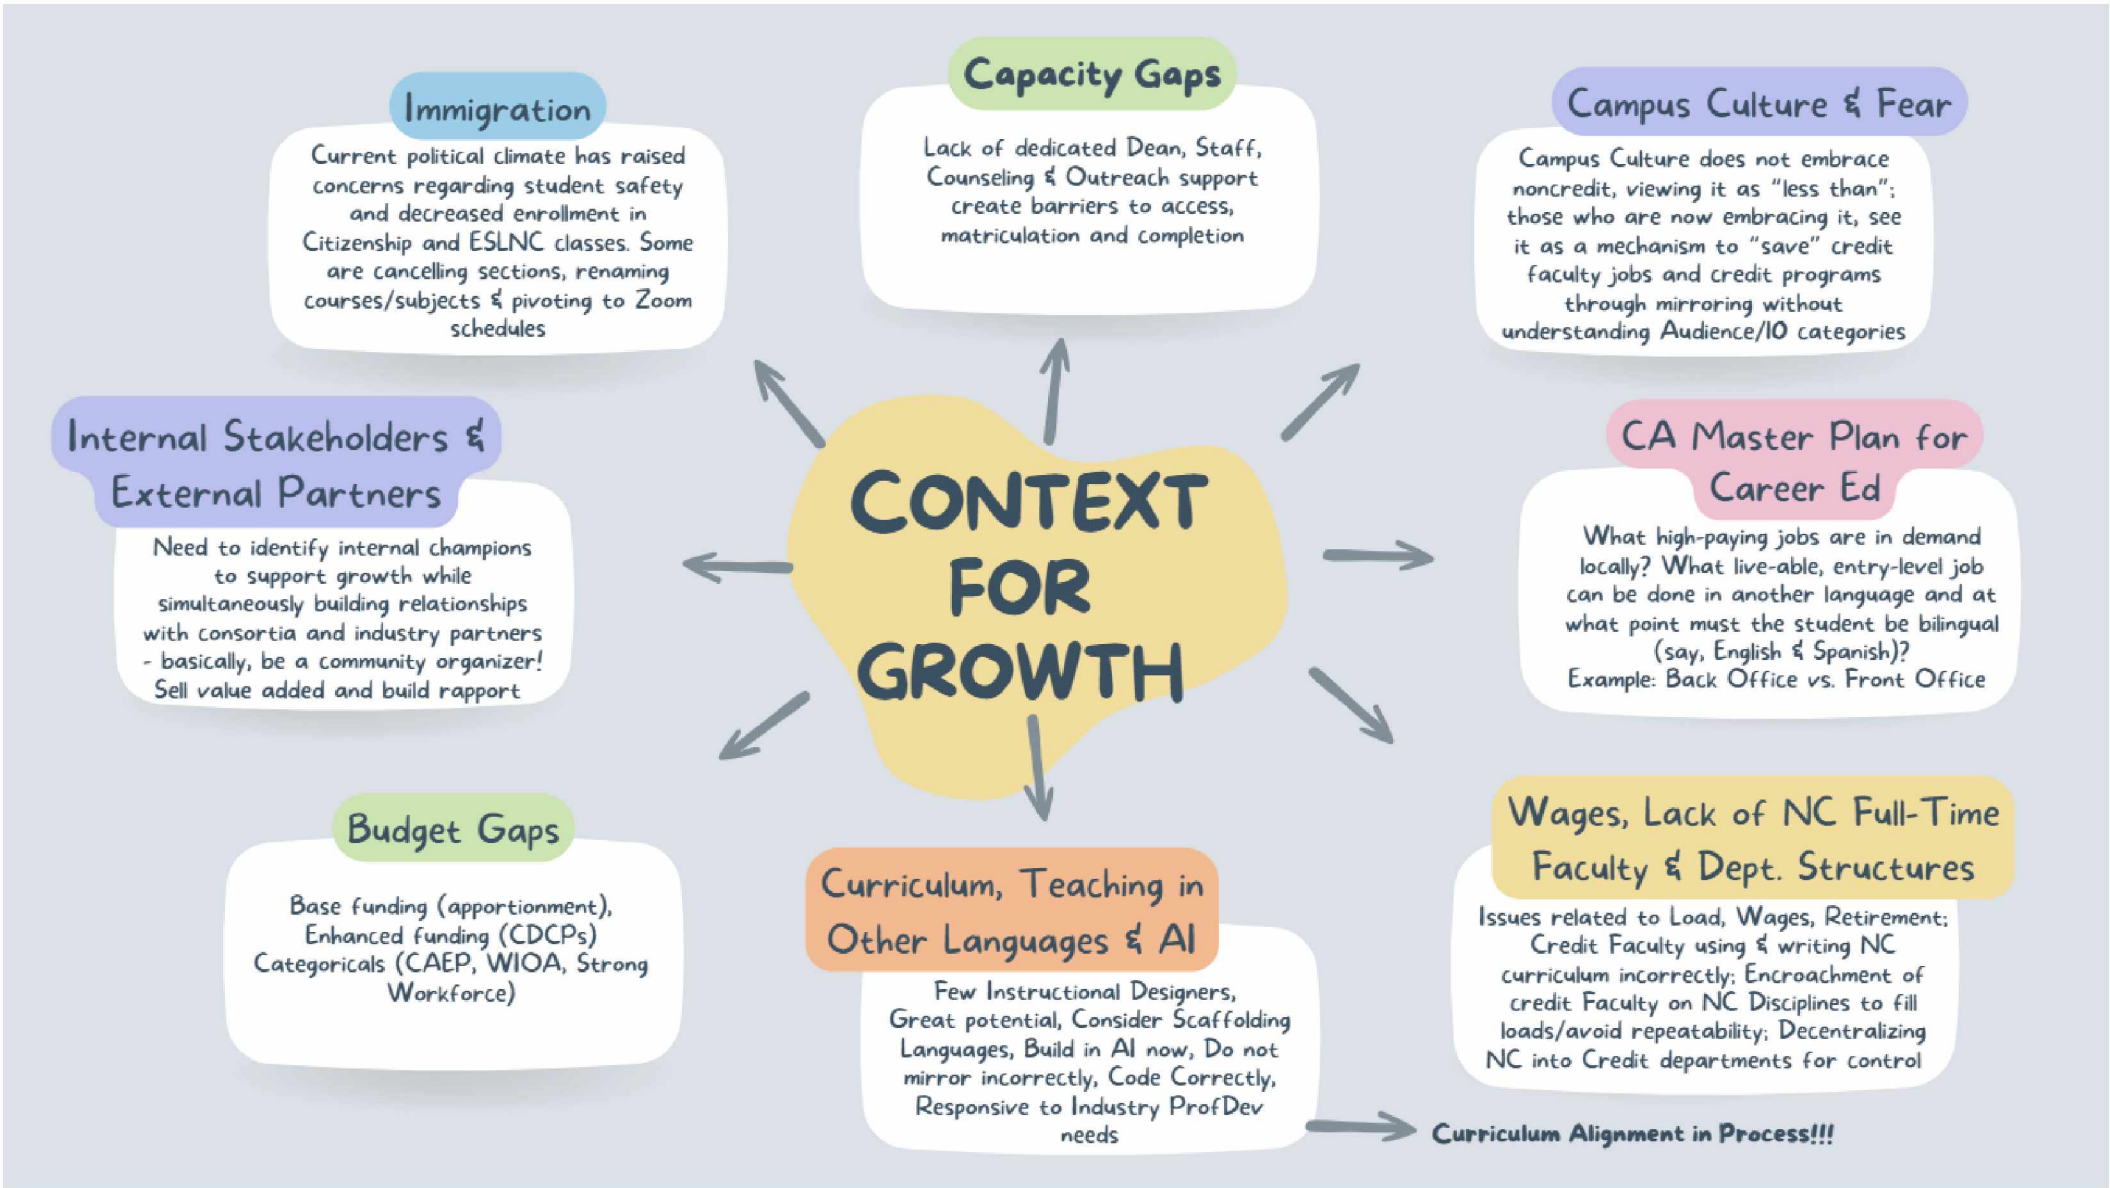 Immigration
Current political climate has raised
concerns regarding student safety
and decreased enrollment in
Citizenship and ESLNC classes. Some
are cancelling sections, renaming
courses/subjects & pivoting to Zoom
schedules
Capacity Gaps
Lack of dedicated Dean, Staff,
Counseling & Outreach support
create barriers to access,
matriculation and completion
Campus Culture & Fear
Campus Culture does not embrace
noncredit, viewing it as "less than";
those who are now embracing it, see
it as a mechanism to "save" credit
faculty jobs and credit programs
through mirroring without
understanding Audience/10 categories
Internal Stakeholders &
External Partners
Need to identify internal champions
to support growth while
simultaneously building relationships
with consortia and industry partners
- basically, be a community organizer!
Sell value added and build rapport
CONTEXT
FOR
GROWTH
CA Master Plan for
Career Ed
What high-paying jobs are in demand
locally? What live-able, entry-level job
can be done in another language and at
what point must the student be bilingual
(say, English & Spanish)?
Example: Back Office vs. Front Office
Budget Gaps
Base funding (apportionment),
Enhanced funding (CDCPs)
Categoricals (CAEP, WIOA, Strong
Workforce)
Curriculum, Teaching in
Other Languages & AI
Few Instructional Designers,
Great potential, Consider Scaffolding
Languages, Build in AI now, Do not
mirror incorrectly, Code Correctly,
Responsive to Industry ProfDev
needs
Wages, Lack of NC Full-Time
Faculty & Dept. Structures
Issues related to Load, Wages, Retirement;
Credit Faculty using & writing NC
curriculum incorrectly; Encroachment of
credit Faculty on NC Disciplines to fill
loads/avoid repeatability; Decentralizing
NC into Credit departments for control
Curriculum Alignment in Process!!!